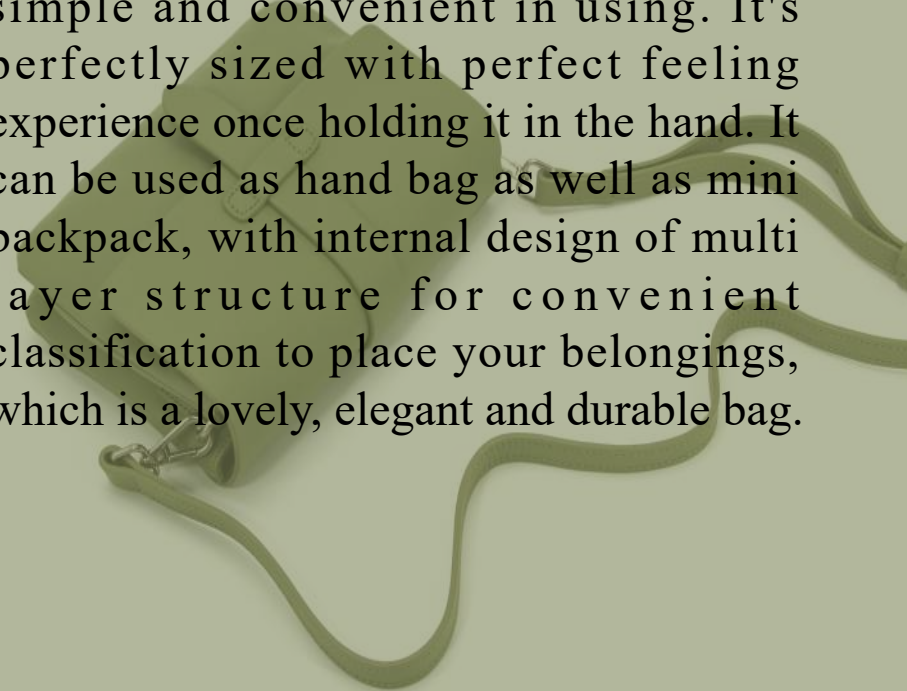 simple and convenient in using. It's
perfectly sized with perfect feeling
experience once holding it in the hand. It
can be used as hand bag as well as mini
backpack, with internal design of multi
layer structure for convenient
classification to place your belongings,
which is a lovely, elegant and durable bag.